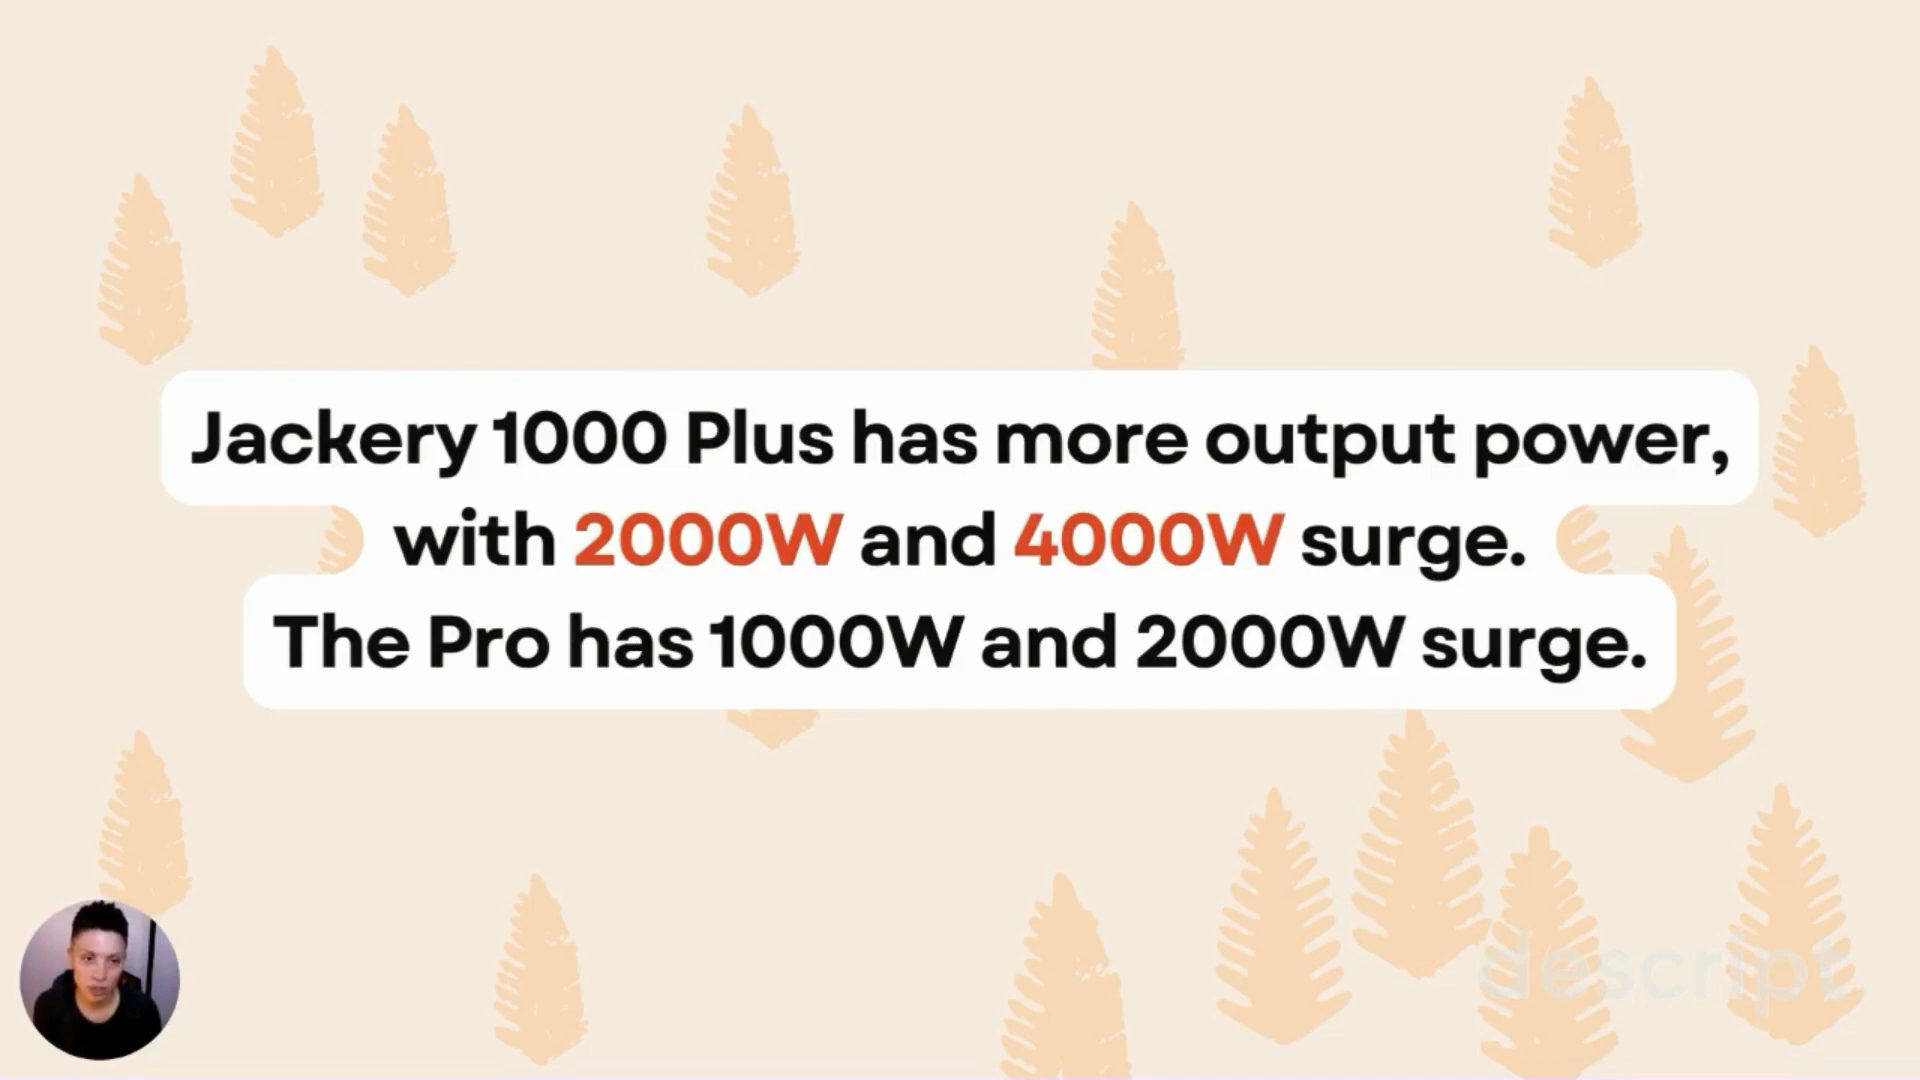 Jackery 1000 Plus has more output power,
with 2000W and 4000W surge.
The Pro has 1000W and 2000W surge.
descript